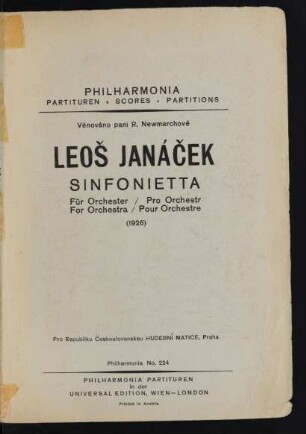 PHILHARMONIA
PARTITUREN • SCORES • PARTITIONS
Věnováno paní R. Newmarchové
LEOŠ JANÁČEK
SINFONIETTA
Für Orchester / Pro Orchestr
For Orchestra / Pour Orchestre
(1926)
Pro Republiku Československou HUDEBNÍ MATICE, Praha
Philharmonia No. 224
PHILHARMONIA PARTITUREN
in der
UNIVERSAL EDITION, WIEN—LONDON
Printed in Austria